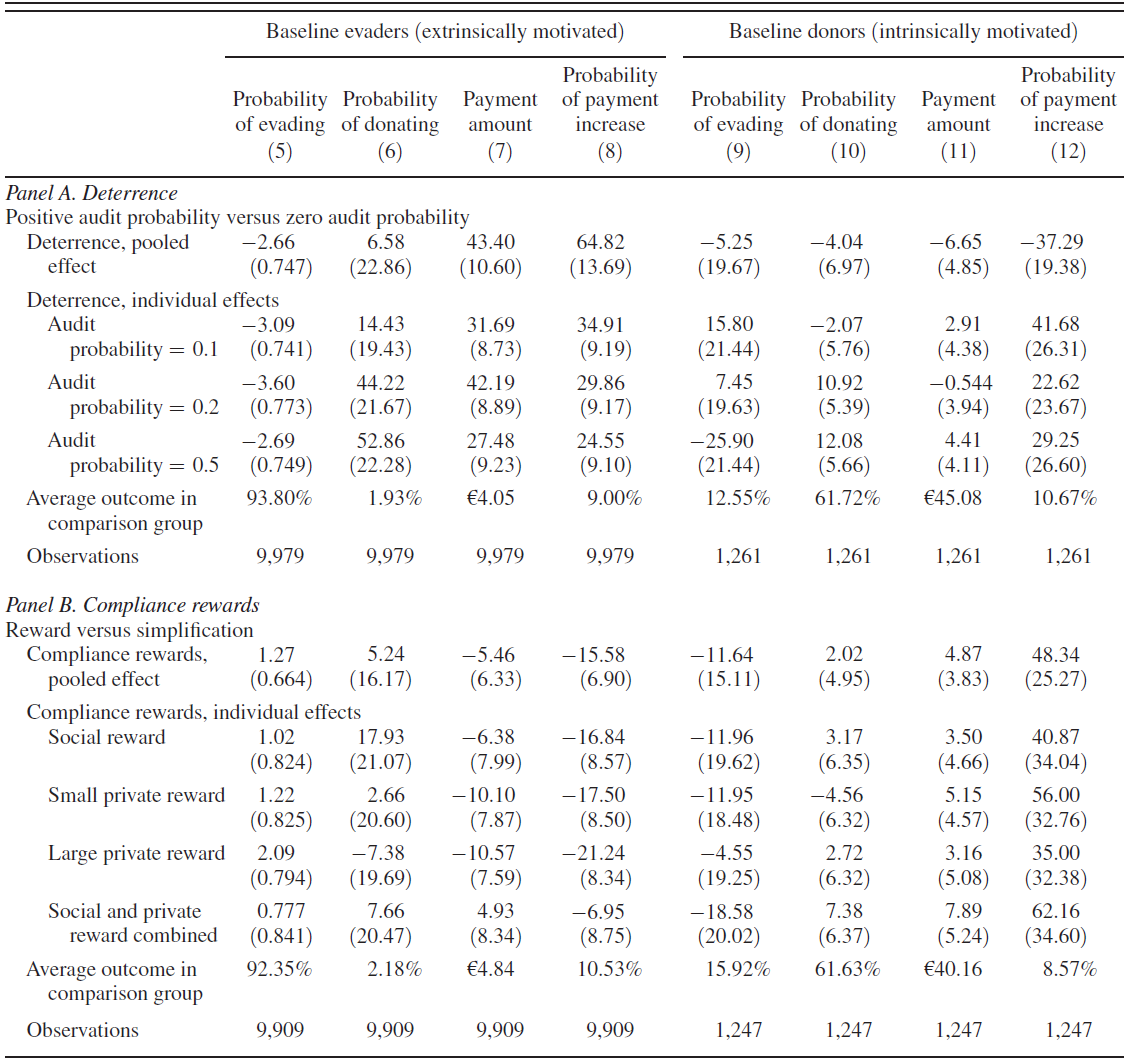 Baseline evaders (extrinsically motivated) Baseline donors (intrinsically motivated)
Probability Probability
Probability Probability Payment of payment Probability Probability Payment of payment
of evading of donating amount increase of evading of donating amount increase
(5) (6) (7) (8) (9) (10) (11) (12)
Panel A. Deterrence
Positive audit probability versus zero audit probability
Deterrence, pooled −2.66 6.58 43.40 64.82 −5.25 −4.04 −6.65 −37.29
effect (0.747) (22.86) (10.60) (13.69) (19.67) (6.97) (4.85) (19.38)
Deterrence, individual effects
Audit −3.09 14.43 31.69 34.91 15.80 −2.07 2.91 41.68
probability = 0.1 (0.741) (19.43) (8.73) (9.19) (21.44) (5.76) (4.38) (26.31)
Audit −3.60 44.22 42.19 29.86 7.45 10.92 −0.544 22.62
probability = 0.2 (0.773) (21.67) (8.89) (9.17) (19.63) (5.39) (3.94) (23.67)
Audit −2.69 52.86 27.48 24.55 −25.90 12.08 4.41 29.25
probability = 0.5 (0.749) (22.28) (9.23) (9.10) (21.44) (5.66) (4.11) (26.60)
Average outcome in 93.80% 1.93% €4.05 9.00% 12.55% 61.72% €45.08 10.67%
comparison group
Observations 9,979 9,979 9,979 9,979 1,261 1,261 1,261 1,261
Panel B. Compliance rewards
Reward versus simplification
Compliance rewards, 1.27 5.24 −5.46 −15.58 −11.64 2.02 4.87 48.34
pooled effect (0.664) (16.17) (6.33) (6.90) (15.11) (4.95) (3.83) (25.27)
Compliance rewards, individual effects
Social reward 1.02 17.93 −6.38 −16.84 −11.96 3.17 3.50 40.87
(0.824) (21.07) (7.99) (8.57) (19.62) (6.35) (4.66) (34.04)
Small private reward 1.22 2.66 −10.10 −17.50 −11.95 −4.56 5.15 56.00
(0.825) (20.60) (7.87) (8.50) (18.48) (6.32) (4.57) (32.76)
Large private reward 2.09 −7.38 −10.57 −21.24 −4.55 2.72 3.16 35.00
(0.794) (19.69) (7.59) (8.34) (19.25) (6.32) (5.08) (32.38)
Social and private 0.777 7.66 4.93 −6.95 −18.58 7.38 7.89 62.16
reward combined (0.841) (20.47) (8.34) (8.75) (20.02) (6.37) (5.24) (34.60)
Average outcome in 92.35% 2.18% €4.84 10.53% 15.92% 61.63% €40.16 8.57%
comparison group
Observations 9,909 9,909 9,909 9,909 1,247 1,247 1,247 1,247